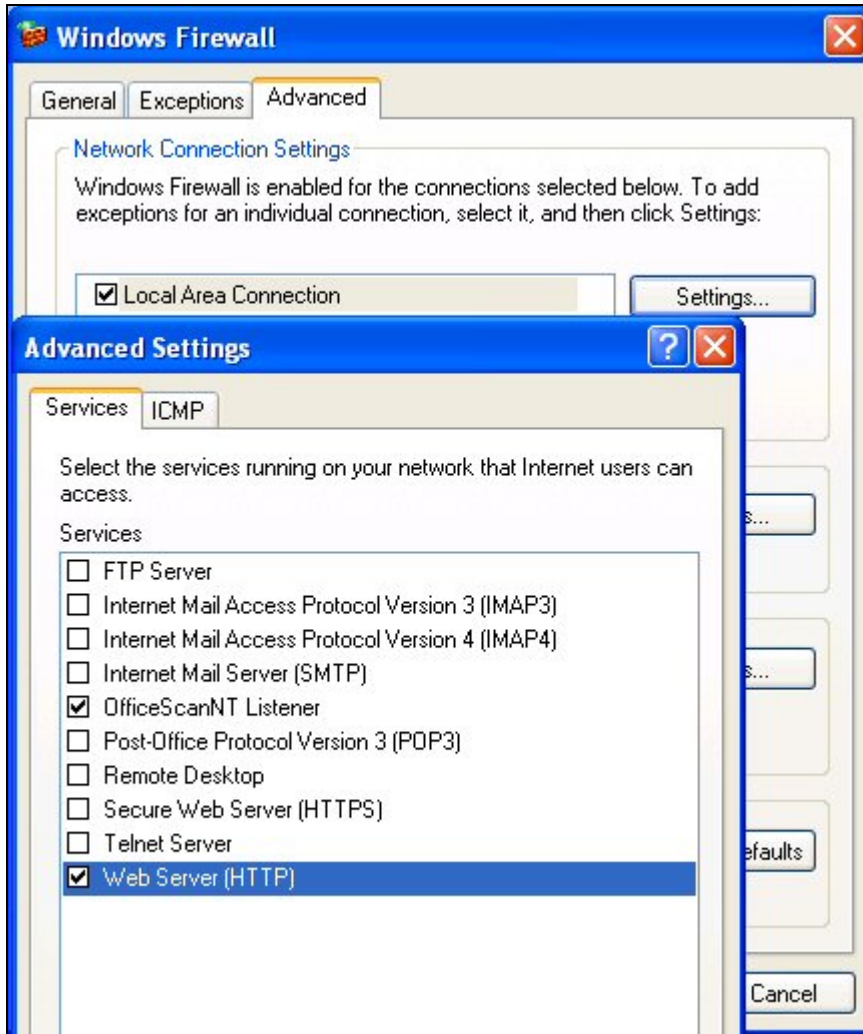 Windows Firewall
General Exceptions Advanced
Network Connection Settings
Windows Firewall is enabled for the connections selected below. To add
exceptions for an individual connection, select it, and then click Settings:
Local Area Connection
Settings...
Advanced Settings
Services ICMP
Select the services running on your network that Internet users can
access.
Services
FTP Server
Internet Mail Access Protocol Version 3 (IMAP3)
Internet Mail Access Protocol Version 4 (IMAP4)
Internet Mail Server (SMTP)
OfficeScanNT Listener
Post-Office Protocol Version 3 (POP3)
Remote Desktop
Secure Web Server (HTTPS)
Telnet Server
Web Server (HTTP)
s...
s...
efaults
Cancel